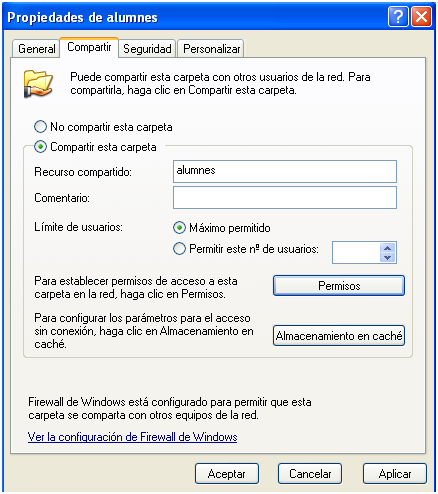 Propiedades de alumnes
General Compartir Seguridad Personalizar
Puede compartir esta carpeta con otros usuarios de la red. Para
compartirla, haga clic en Compartir esta carpeta.
No compartir esta carpeta
Compartir esta carpeta
Recurso compartido: alumnes
Comentario:
Límite de usuarios: Máximo permitido
Permitir este nº de usuarios:
Para establecer permisos de acceso a esta
carpeta en la red, haga clic en Permisos.
Permisos
Para configurar los parámetros para el acceso
sin conexión, haga clic en Almacenamiento en
caché.
Almacenamiento en caché
Firewall de Windows está configurado para permitir que esta
carpeta se comparta con otros equipos de la red.
Ver la configuración de Firewall de Windows
Aceptar Cancelar Aplicar